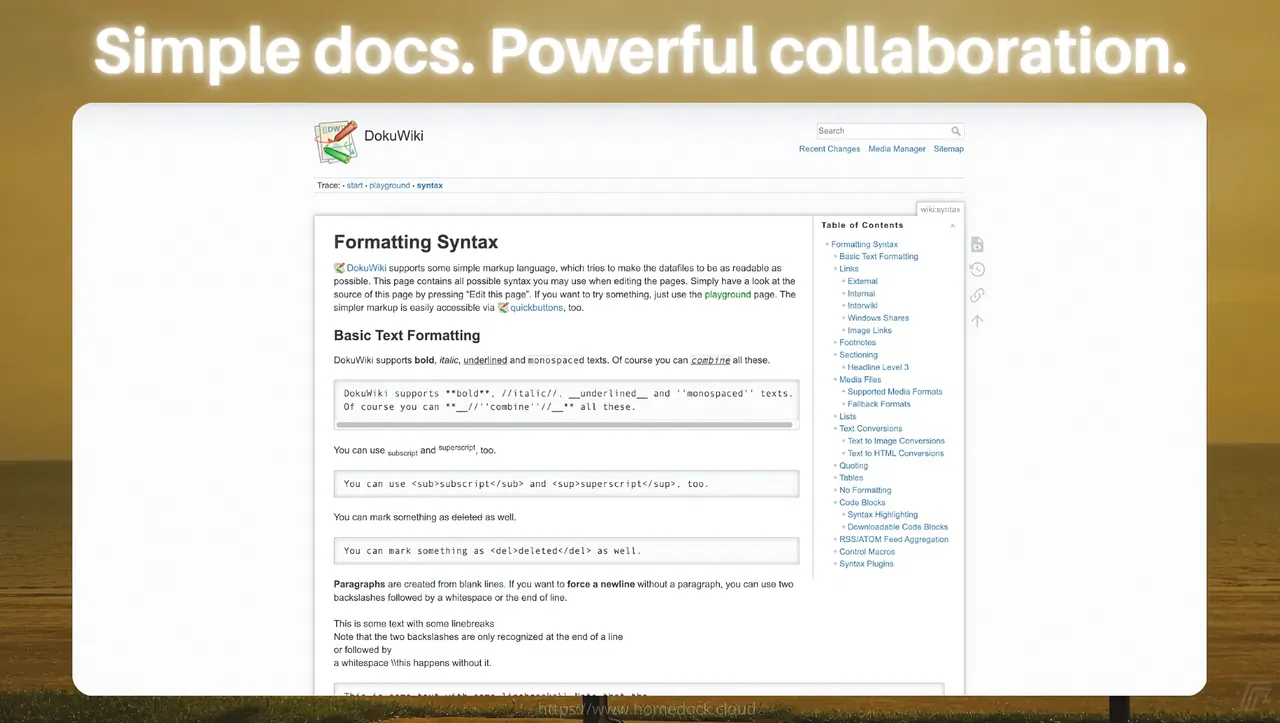 Simple docs. Powerful collaboration.
DokuWiki
Search
Recent Changes Media Manager Sitemap
Trace: • start • playground • syntax
wiki:syntax
Formatting Syntax
DokuWiki supports some simple markup language, which tries to make the datafiles to be as readable as
possible. This page contains all possible syntax you may use when editing the pages. Simply have a look at the
source of this page by pressing "Edit this page". If you want to try something, just use the playground page. The
simpler markup is easily accessible via quickbuttons, too.
Basic Text Formatting
DokuWiki supports bold, italic, underlined and monospaced texts. Of course you can combine all these.
DokuWiki supports **bold**, //italic//, __underlined__ and ''monospaced'' texts.
Of course you can **__//''combine''//__** all these.
You can use subscript and superscript, too.
You can use <sub>subscript</sub> and <sup>superscript</sup>, too.
You can mark something as deleted as well.
You can mark something as <del>deleted</del> as well.
Paragraphs are created from blank lines. If you want to force a newline without a paragraph, you can use two
backslashes followed by a whitespace or the end of line.
This is some text with some linebreaks
Note that the two backslashes are only recognized at the end of a line
or followed by
a whitespace \\this happens without it.
This is some text with some linebreaks\\ Note that the
Table of Contents
Formatting Syntax
Basic Text Formatting
Links
External
Internal
Interwiki
Windows Shares
Image Links
Footnotes
Sectioning
Headline Level 3
Media Files
Supported Media Formats
Fallback Formats
Lists
Text Conversions
Text to Image Conversions
Text to HTML Conversions
Quoting
Tables
No Formatting
Code Blocks
Syntax Highlighting
Downloadable Code Blocks
RSS/ATOM Feed Aggregation
Control Macros
Syntax Plugins
https://www.homedock.cloud